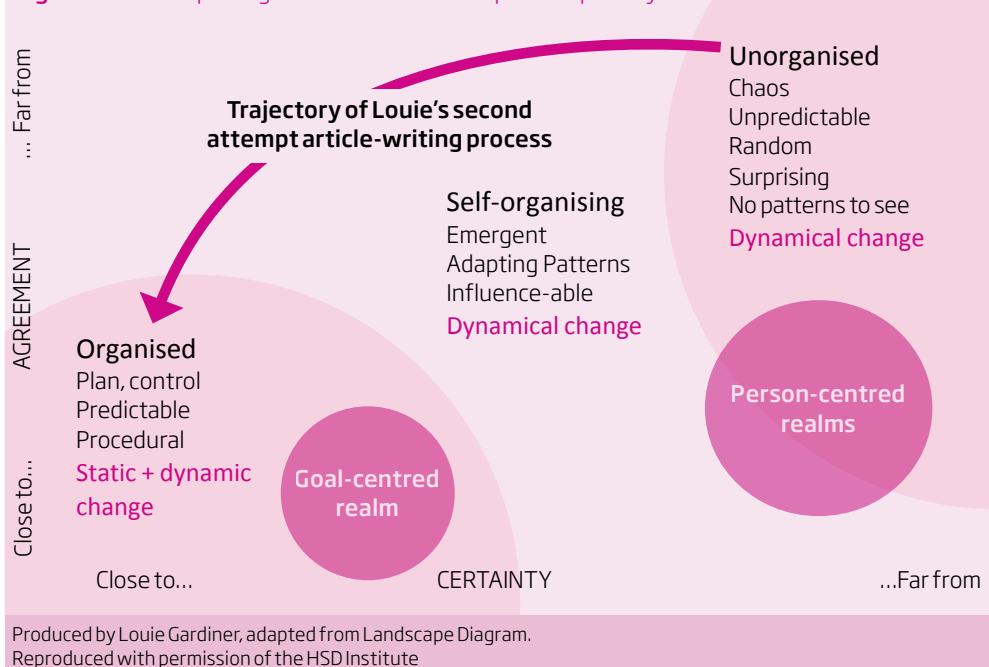 ... Far from
AGREEMENT
Close to...
Unorganised
Chaos
Unpredictable
Random
Surprising
No patterns to see
Dynamical change
Trajectory of Louie's second
attempt article-writing process
Self-organising
Emergent
Adapting Patterns
Influence-able
Dynamical change
Organised
Plan, control
Predictable
Procedural
Static + dynamic
change
Goal-centred
realm
Person-centred
realms
Close to...
CERTAINTY
...Far from
Produced by Louie Gardiner, adapted from Landscape Diagram.
Reproduced with permission of the HSD Institute